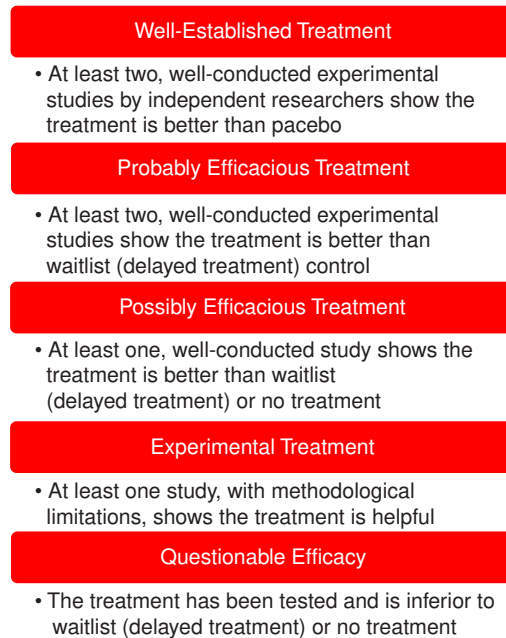 Well-Established Treatment
• At least two, well-conducted experimental
studies by independent researchers show the
treatment is better than pacebo
Probably Efficacious Treatment
• At least two, well-conducted experimental
studies show the treatment is better than
waitlist (delayed treatment) control
Possibly Efficacious Treatment
• At least one, well-conducted study shows the
treatment is better than waitlist
(delayed treatment) or no treatment
Experimental Treatment
• At least one study, with methodological
limitations, shows the treatment is helpful
Questionable Efficacy
• The treatment has been tested and is inferior to
waitlist (delayed treatment) or no treatment